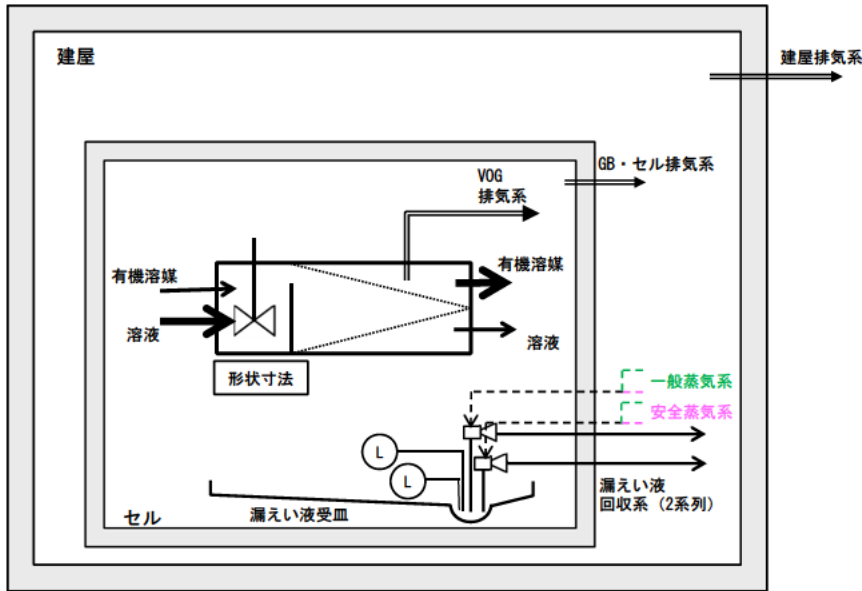 建屋
建屋排気系
GB・セル排気系
VOG
排気系
有機溶媒
有機溶媒
溶液
溶液
形状寸法
一般蒸気系
安全蒸気系
L
L
漏えい液
回収系（2系列）
漏えい液受皿
セル